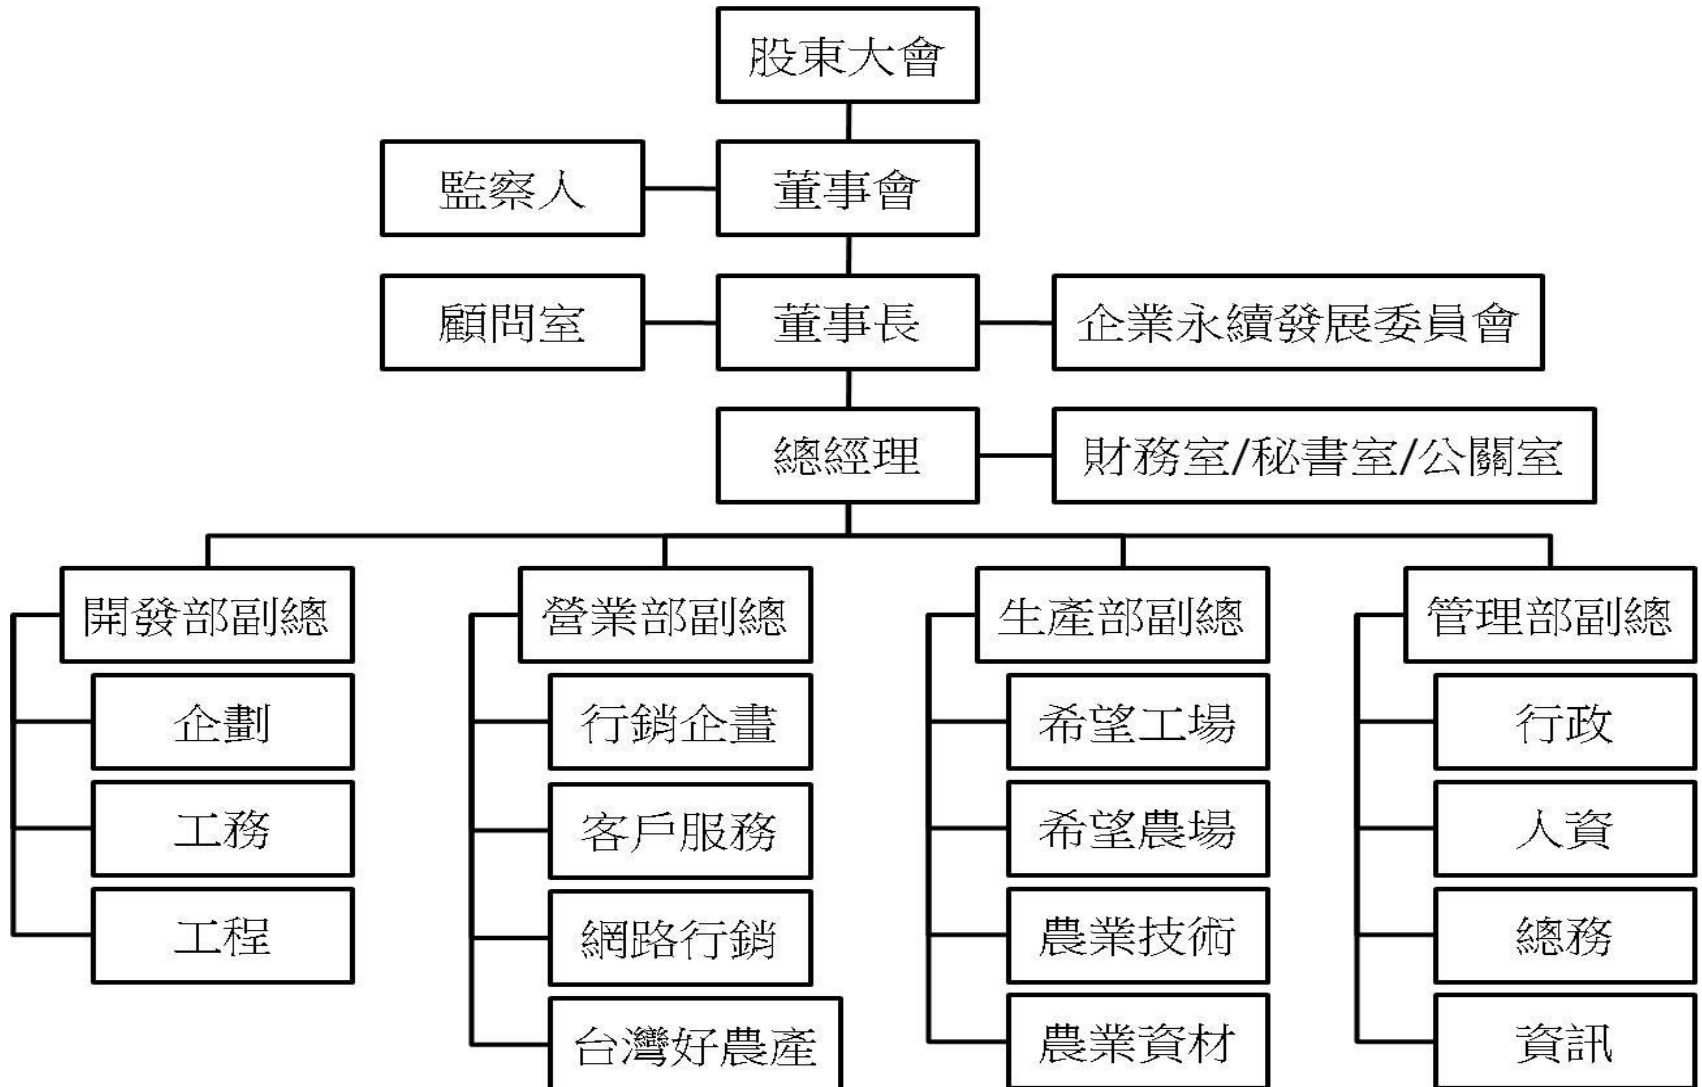 股東大會
監察人
董事會
顧問室
董事長
企業永續發展委員會
總經理
財務室/秘書室/公關室
開發部副總
企劃
工務
工程
營業部副總
行銷企畫
客戶服務
網路行銷
台灣好農產
生產部副總
希望工場
希望農場
農業技術
農業資材
管理部副總
行政
人資
總務
資訊